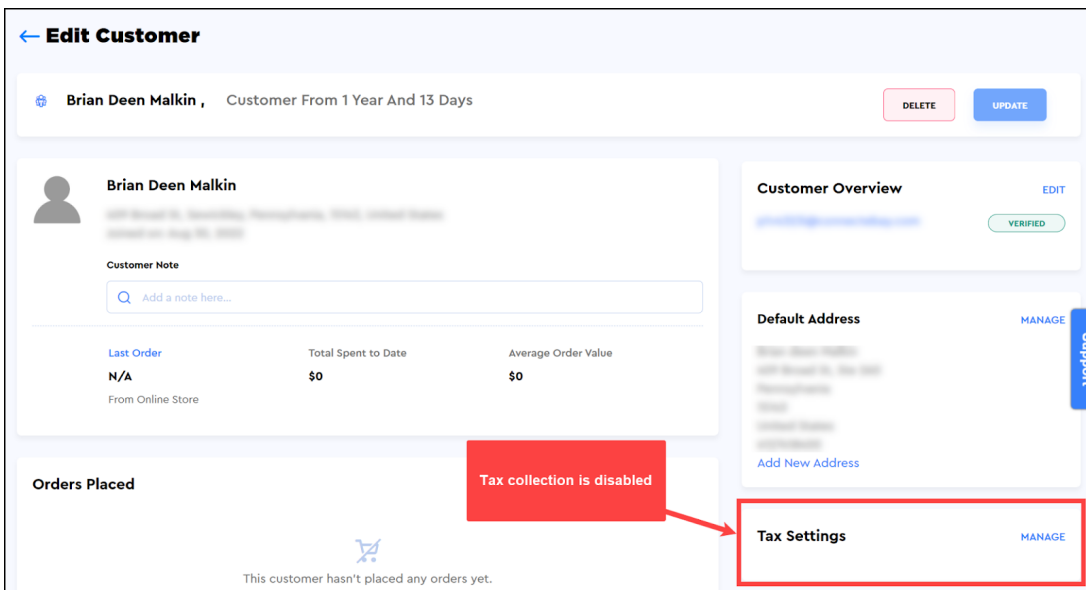 ← Edit Customer
Brian Deen Malkin , Customer From 1 Year And 13 Days
DELETE
UPDATE
Brian Deen Malkin
Customer Note
Add a note here...
Last Order
Total Spent to Date
Average Order Value
N/A
$0
$0
From Online Store
Customer Overview
EDIT
VERIFIED
Default Address
MANAGE
Add New Address
Support
Tax collection is disabled
Orders Placed
This customer hasn't placed any orders yet.
Tax Settings
MANAGE